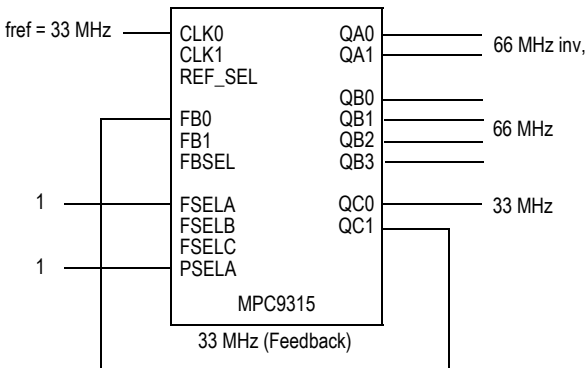 fref = 33 MHz
CLK0
CLK1
REF_SEL
FB0
FB1
FBSEL
1
FSELA
FSELB
FSELC
1
PSELA
QA0
QA1
66 MHz inv,
QB0
QB1
QB2
QB3
66 MHz
QC0
33 MHz
QC1
MPC9315
33 MHz (Feedback)